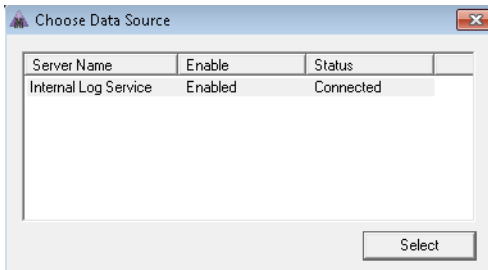 Choose Data Source
Server Name Enable Status
Internal Log Service Enabled Connected
Select